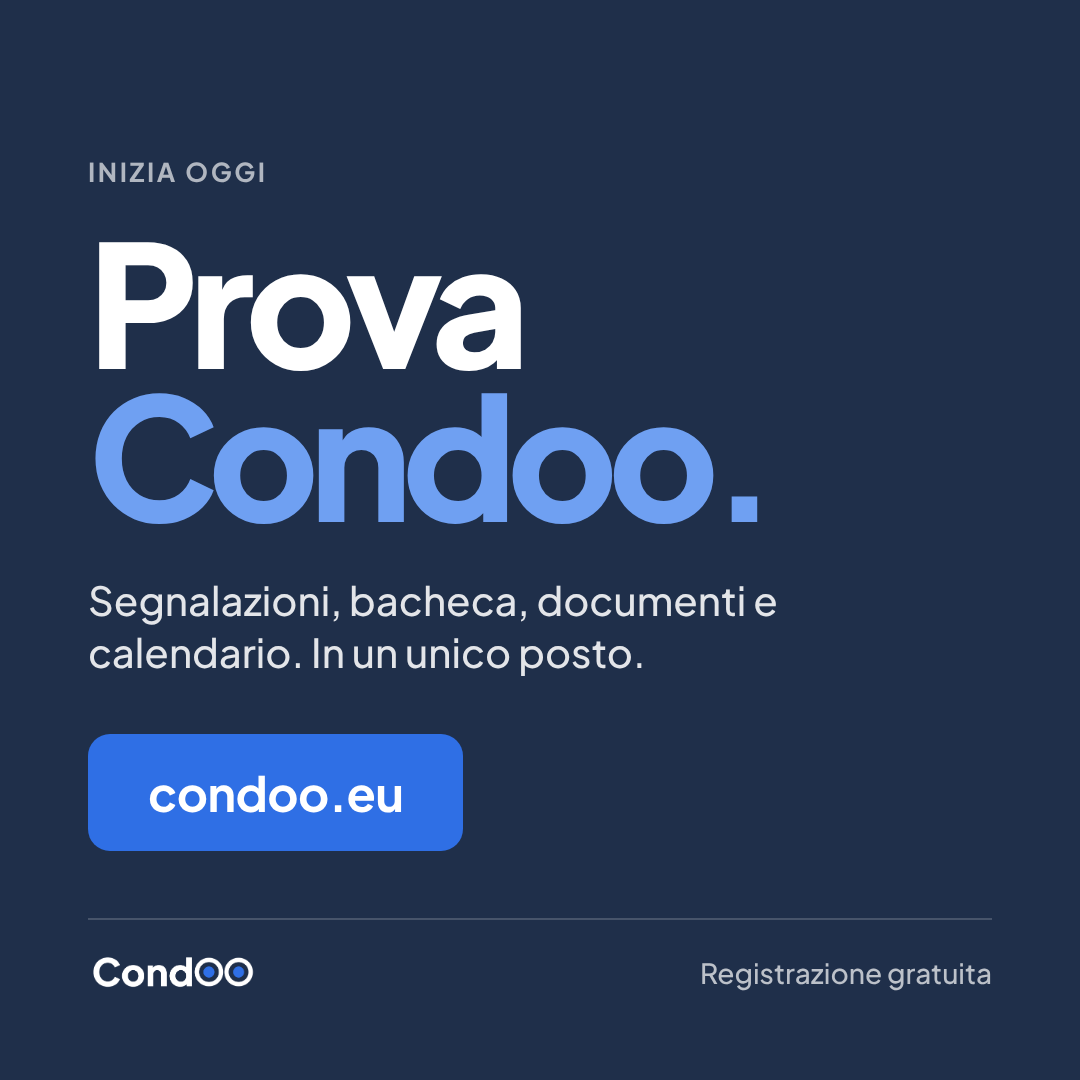 INIZIA OGGI
Prova
Condoo.
Segnalazioni, bacheca, documenti e
calendario. In un unico posto.
condoo.eu
CondOO
Registrazione gratuita